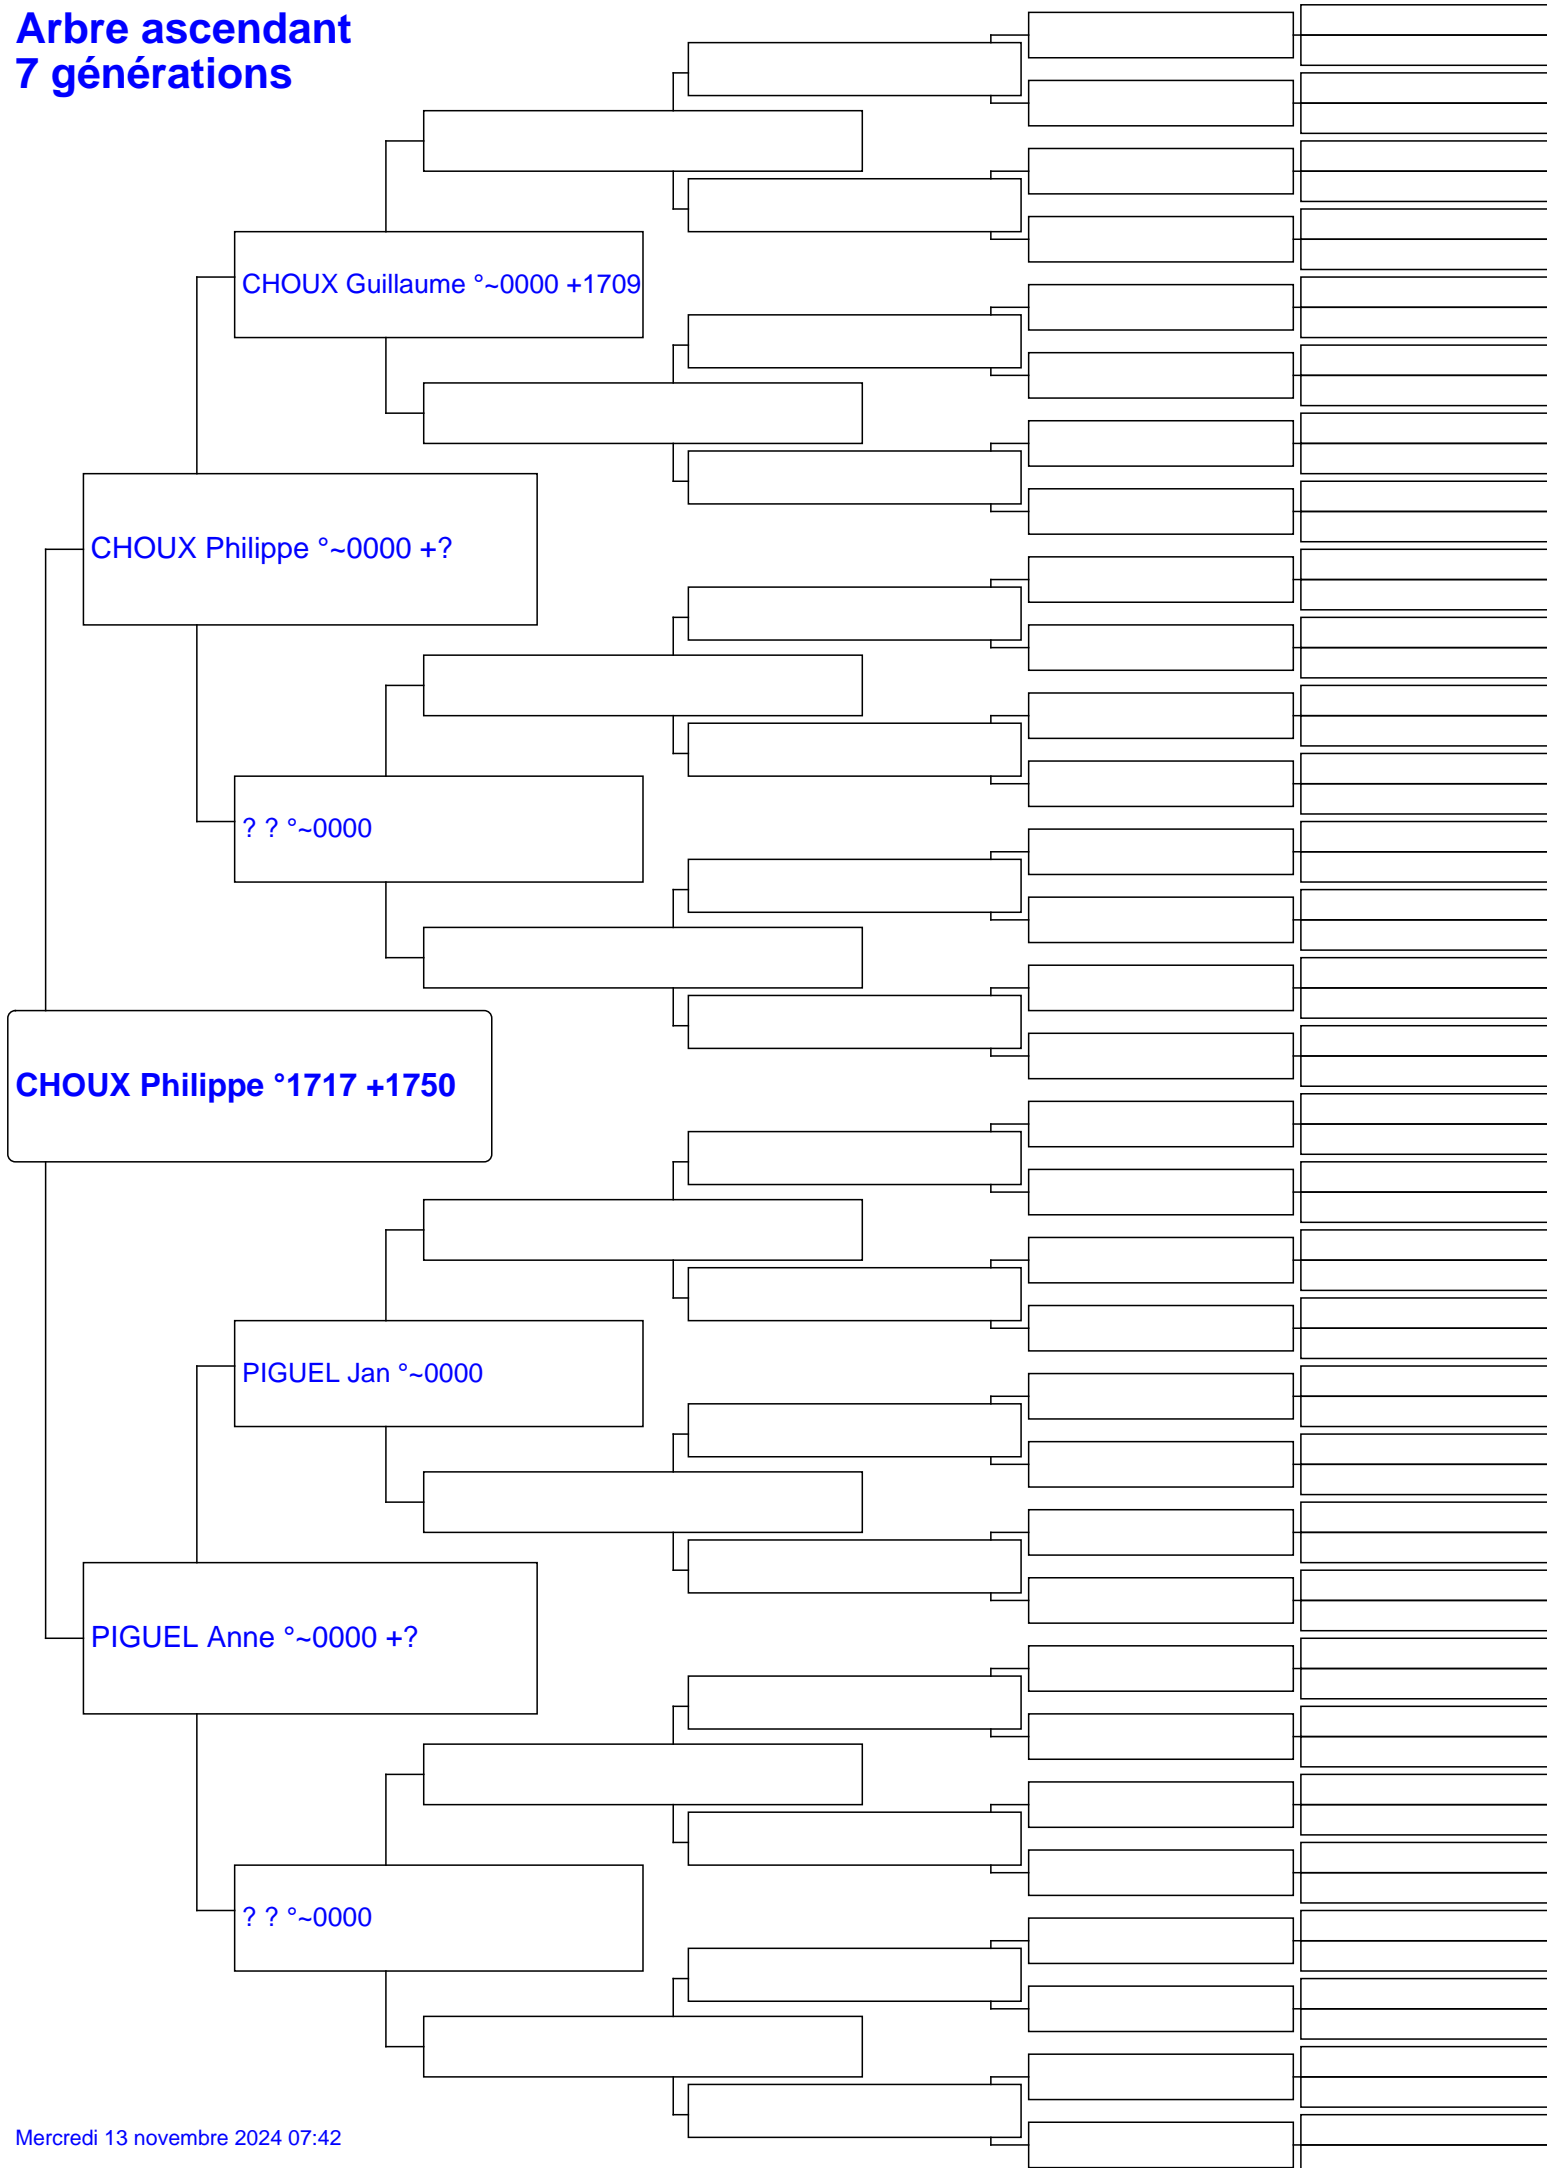 Arbre ascendant
7 générations
CHOUX Guillaume °~0000 +1709
CHOUX Philippe °~0000 +?
? ? °~0000
CHOUX Philippe °1717 +1750
PIGUEL Jan °~0000
PIGUEL Anne °~0000 +?
? ? °~0000
Mercredi 13 novembre 2024 07:42